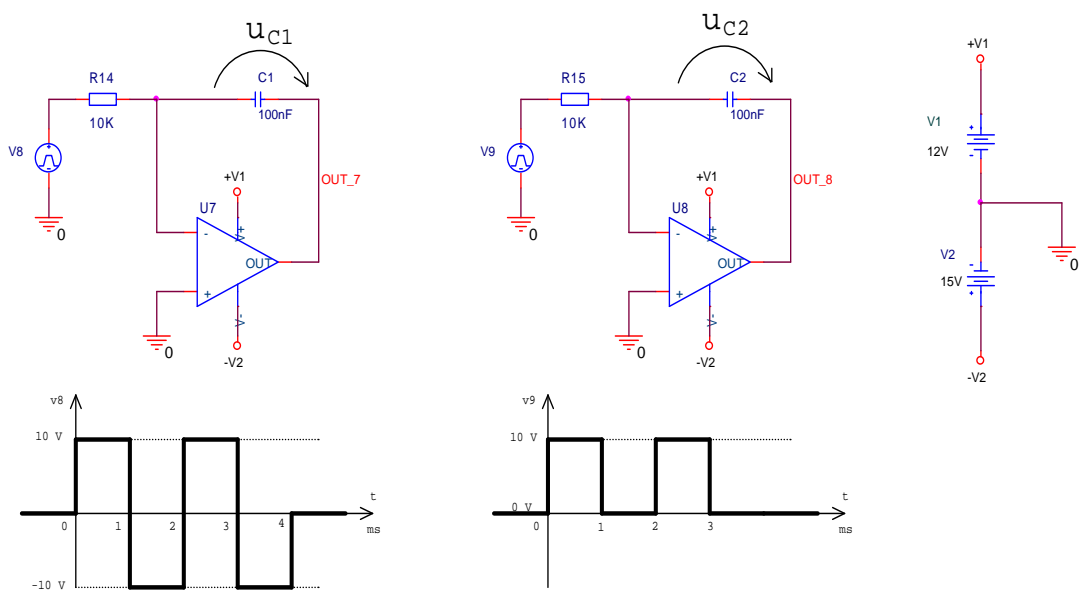 uC1
R14
C1
10K
100nF
V8
0
+V1
U7
OUT_7
-
V+
OUT
+
V-
0
-V2
uC2
R15
C2
10K
100nF
V9
0
+V1
U8
OUT_8
-
V+
OUT
+
V-
0
-V2
+V1
V1
+
12V
-
0
V2
-
15V
+
-V2
v8
10 V
t
0 1 2 3 4
ms
-10 V
v9
10 V
0 V
t
0 1 2 3
ms